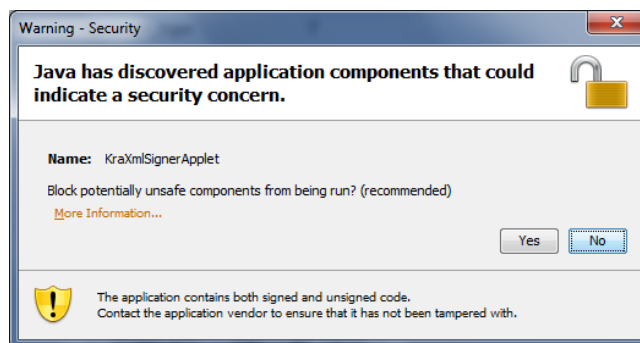 Warning - Security
Java has discovered application components that could
indicate a security concern.
Name: KraXmlSignerApplet
Block potentially unsafe components from being run? (recommended)
More Information...
Yes No
The application contains both signed and unsigned code.
Contact the application vendor to ensure that it has not been tampered with.